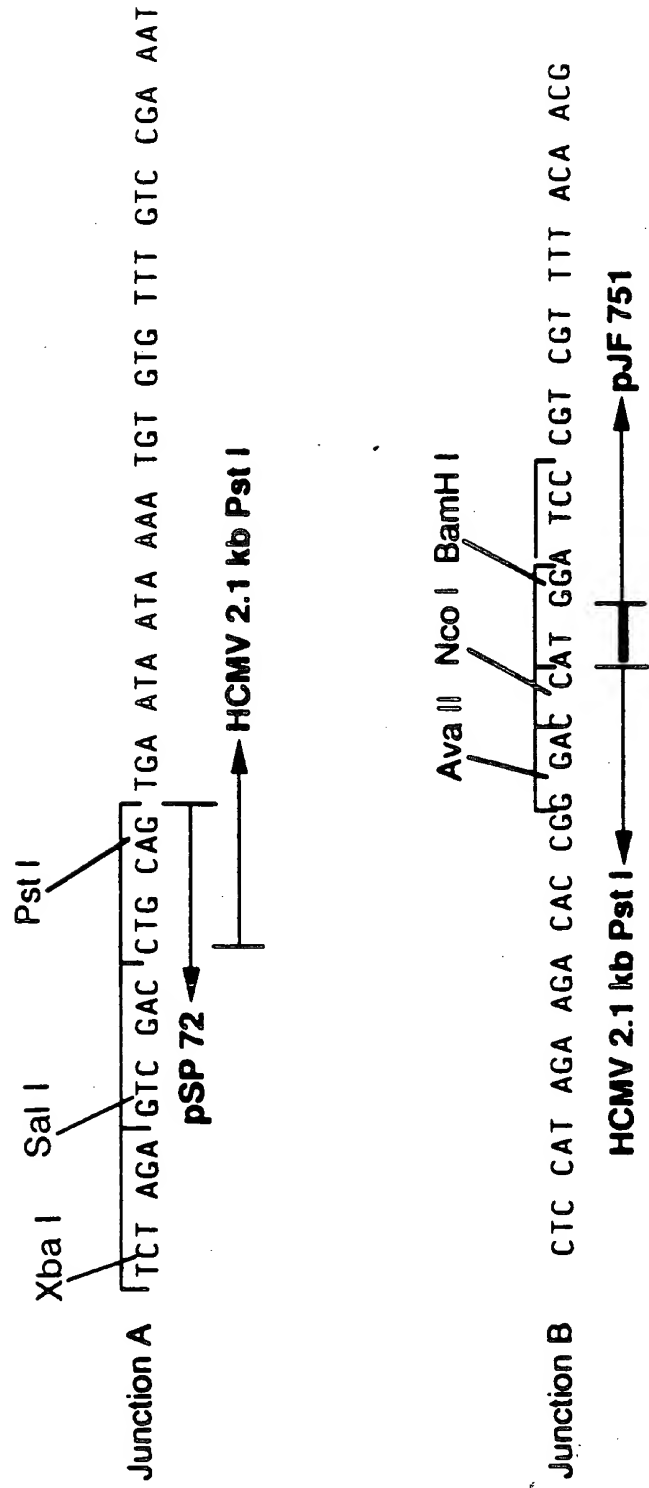 Xba I Sal I Pst I
Junction A TCT AGA GTC GAC CTG CAG TGA ATA ATA AAA TGT GTG TTT GTC CGA AAT
pSP 72
HCMV 2.1 kb Pst I
Ava II Nco I BamH I
Junction B CTC CAT AGA AGA CAC CGG GAC CAT GGA TCC CGT CGT TTT ACA ACG
HCMV 2.1 kb Pst I pJF 751